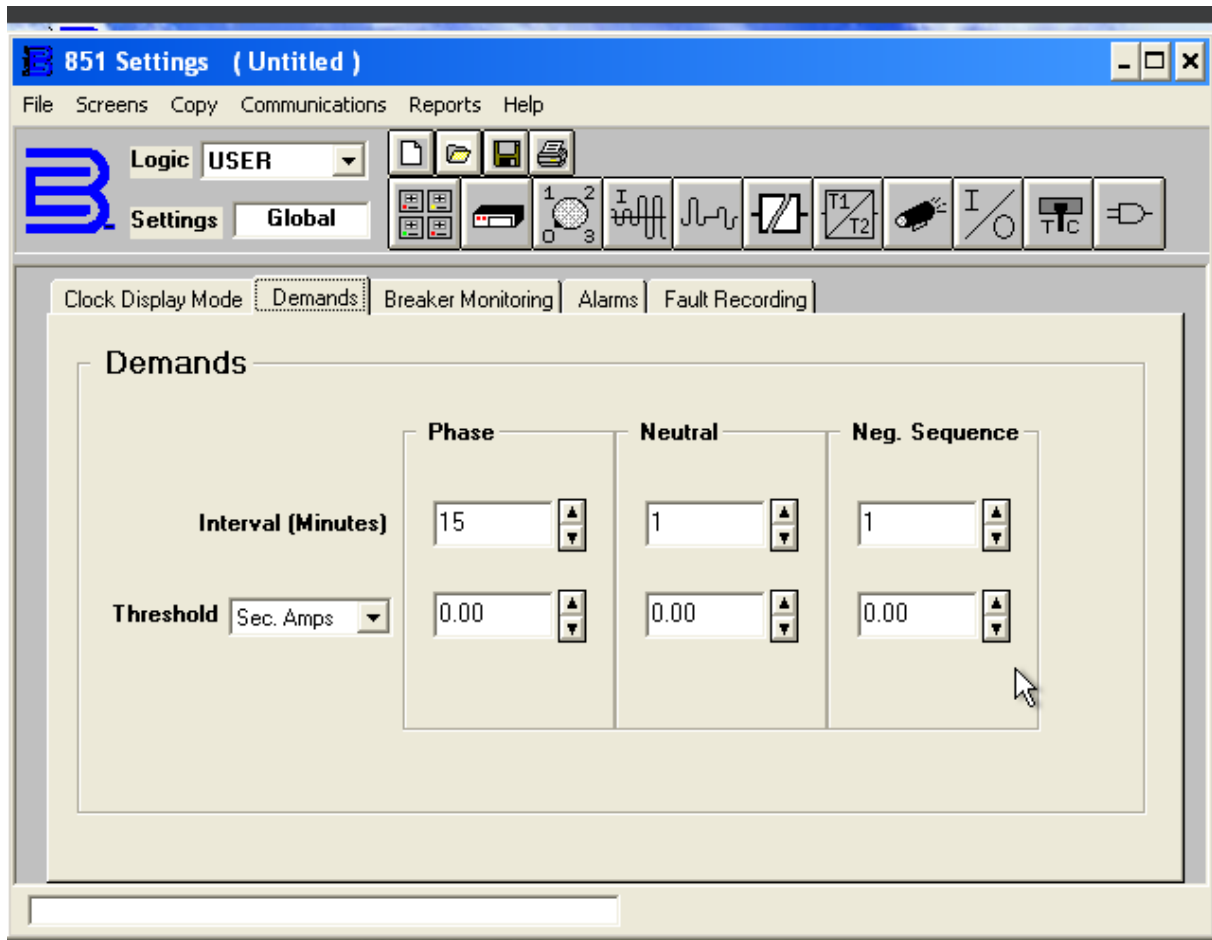 851 Settings ( Untitled )
File Screens Copy Communications Reports Help
Logic USER
Settings Global
1 2 0 3 I T1 T2 I O T C
Clock Display Mode Demands Breaker Monitoring Alarms Fault Recording
Demands
Phase Neutral Neg. Sequence
Interval (Minutes) 15 1 1
Threshold Sec. Amps 0.00 0.00 0.00